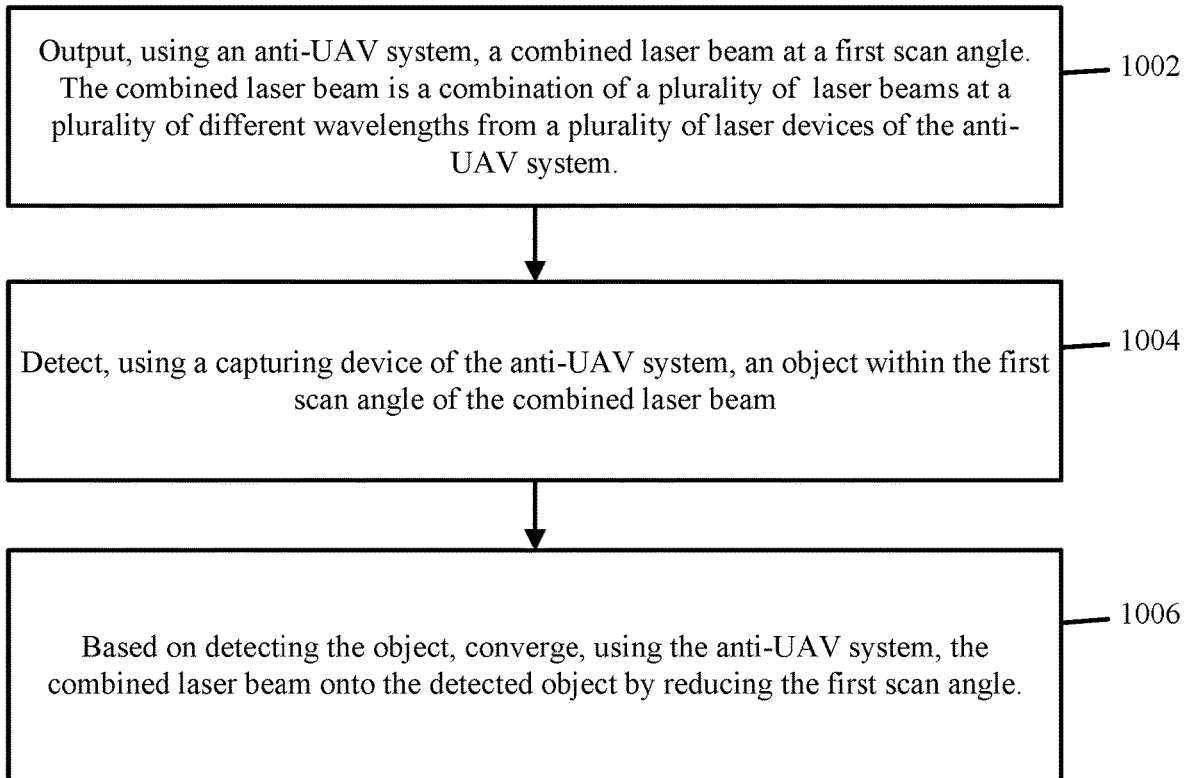 Output, using an anti-UAV system, a combined laser beam at a first scan angle.
The combined laser beam is a combination of a plurality of laser beams at a
plurality of different wavelengths from a plurality of laser devices of the anti-
UAV system.
1002
Detect, using a capturing device of the anti-UAV system, an object within the first
scan angle of the combined laser beam
1004
Based on detecting the object, converge, using the anti-UAV system, the
combined laser beam onto the detected object by reducing the first scan angle.
1006